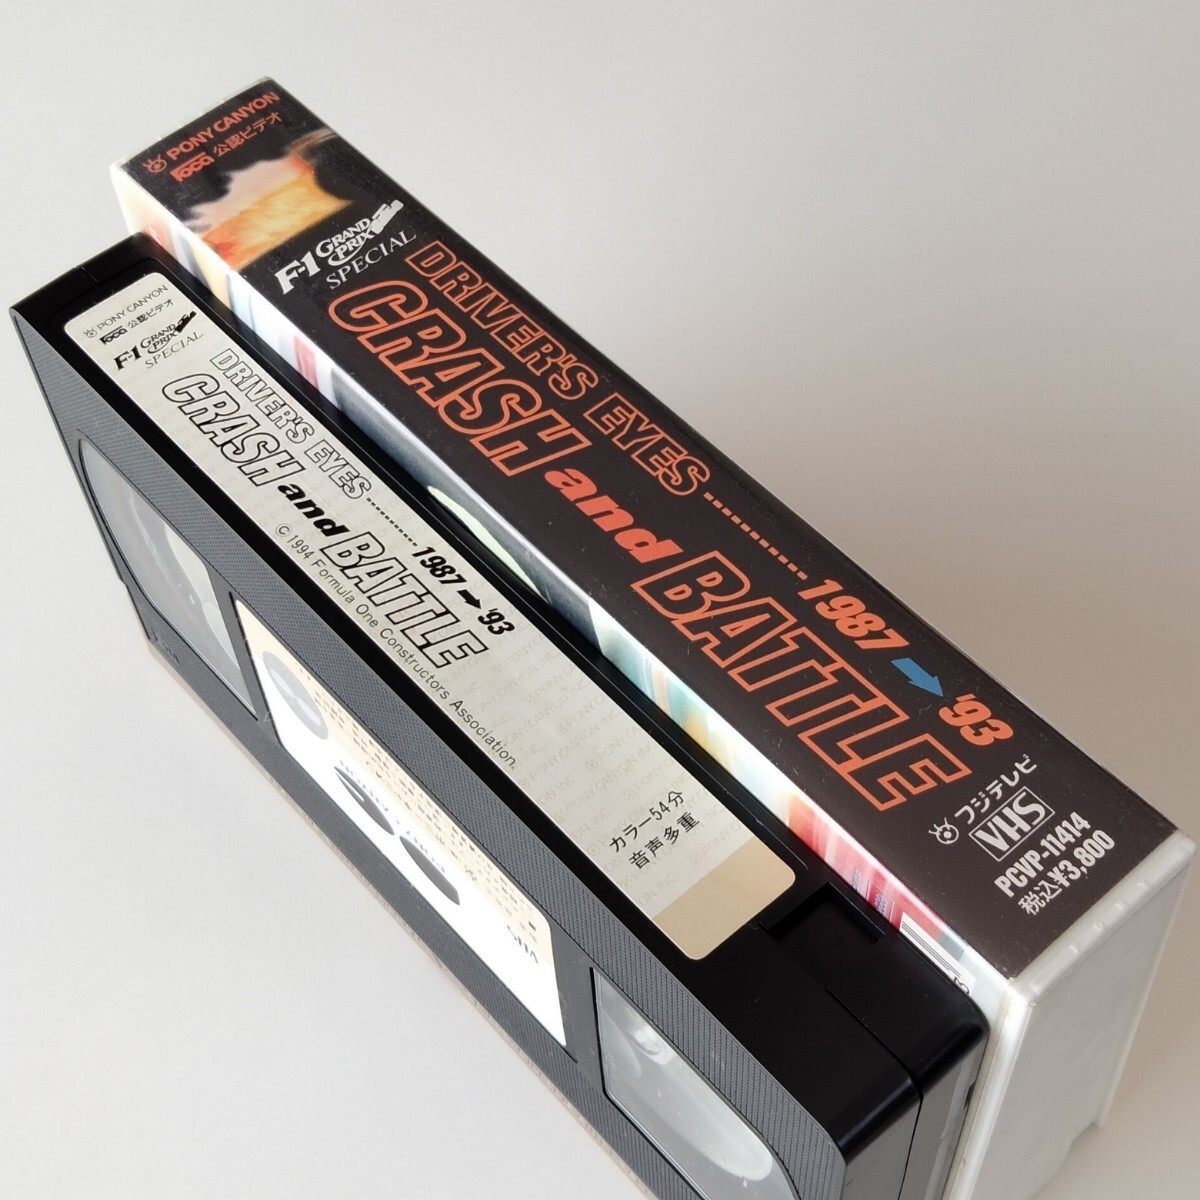 PONY CANYON
FOCA 公認ビデオ
F-1 GRAND PRIX
SPECIAL
DRIVER'S EYES 1987 '93
CRASH and BATTLE
フジテレビ
VHS
PCVP-11414
税込¥3,800
PONY CANYON
FOCA 公認ビデオ
F-1 GRAND PRIX
SPECIAL
DRIVER'S EYES 1987 '93
CRASH and BATTLE
© 1994 Formula One Constructors Association.
カラー54分
音声多重
VHS